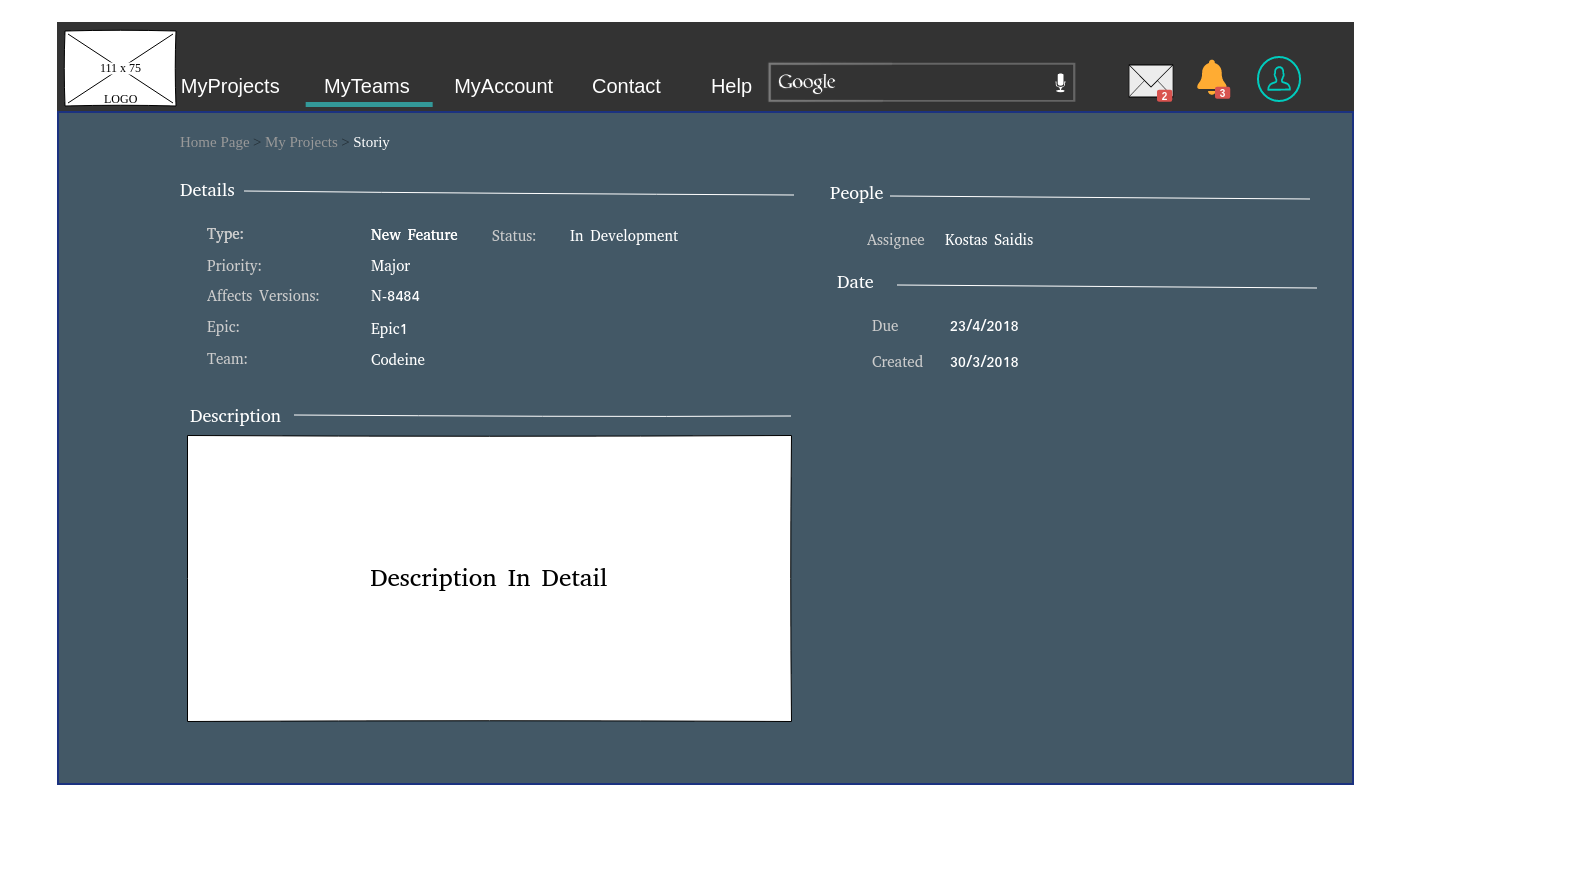 111 x 75
LOGO
MyProjects MyTeams MyAccount Contact Help Google 2 3
Home Page > My Projects > Storiy
Details
Type: New Feature Status: In Development
Priority: Major
Affects Versions: N-8484
Epic: Epic1
Team: Codeine
People
Assignee Kostas Saidis
Date
Due 23/4/2018
Created 30/3/2018
Description
Description In Detail